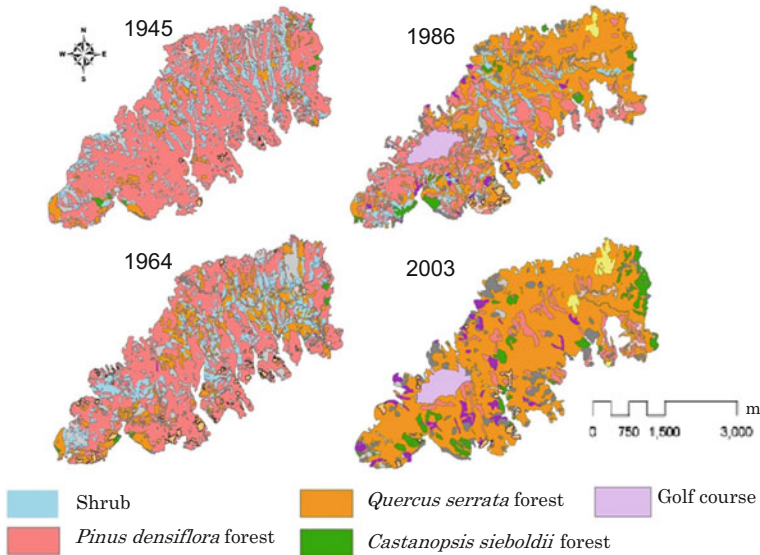 1945
1986
N
W E
S
1964
2003
m
0 750 1,500 3,000
Shrub
Quercus serrata forest
Golf course
Pinus densiflora forest
Castanopsis sieboldii forest